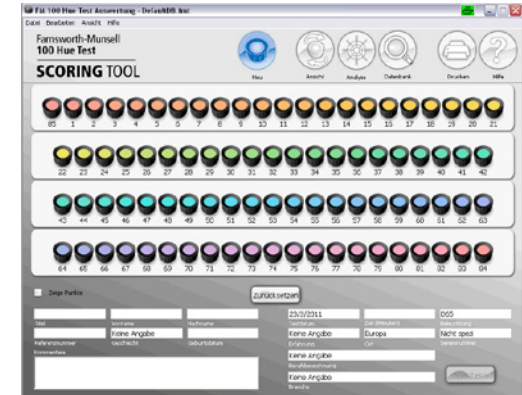 FM 100 Hue Test Auswertung - DefaultDB.hut
Datei Bearbeiten Ansicht Hilfe
Farnsworth-Munsell
100 Hue Test
SCORING TOOL
Neu Ansicht Analyse Datenbank Drucken Hilfe
85 1 2 3 4 5 6 7 8 9 10 11 12 13 14 15 16 17 18 19 20 21
22 23 24 25 26 27 28 29 30 31 32 33 34 35 36 37 38 39 40 41 42
43 44 45 46 47 48 49 50 51 52 53 54 55 56 57 58 59 60 61 62 63
64 65 66 67 68 69 70 71 72 73 74 75 76 77 78 79 80 81 82 83 84
Zeige Punkte
Zurücksetzen
23/3/2011 D65
Titel Vorname Nachname Testdatum Zeit (Minuten) Beleuchtung
Keine Angabe Keine Angabe Europa Nicht spezi
Referenznummer Geschlecht Geburtsdatum Erfahrung Ort Seriennummer
Kommentare
Keine Angabe
Berufsbezeichnung
Keine Angabe
Branche